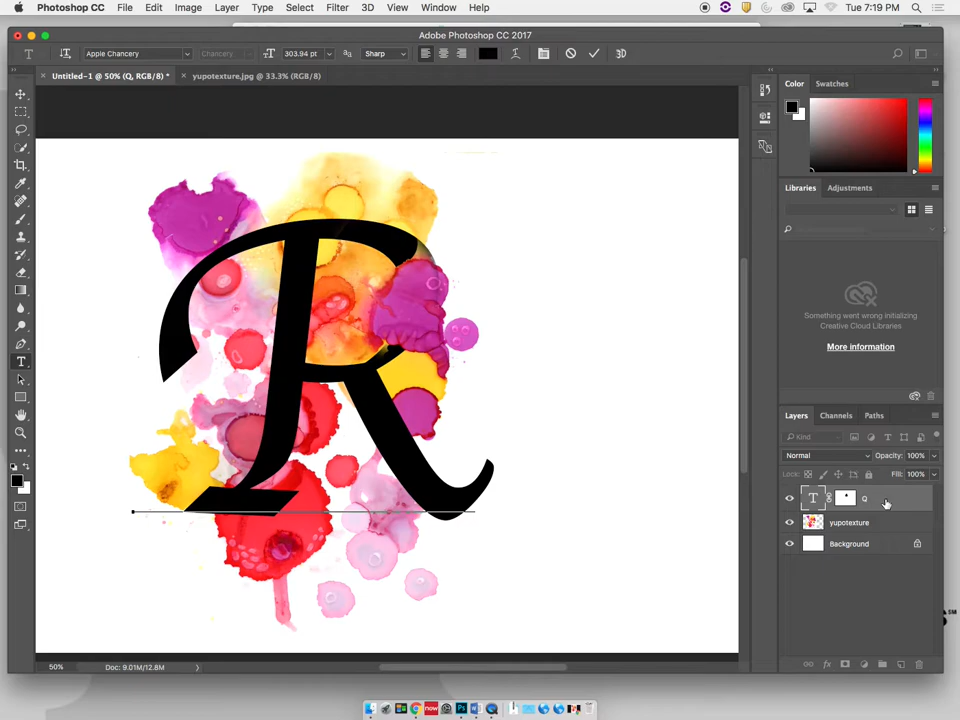 Photoshop CC File Edit Image Layer Type Select Filter 3D View Window Help Tue 7:19 PM
Adobe Photoshop CC 2017
T Apple Chancery Chancery 303.94 pt Sharp 3D
× Untitled-1 @ 50% (Q, RGB/8) * × yupotexture.jpg @ 33.3% (RGB/8)
Color Swatches
Libraries Adjustments
R
Something went wrong initializing
Creative Cloud Libraries
More information
Layers Channels Paths
Kind
Normal Opacity: 100%
Lock: Fill: 100%
T Q
yupotexture
Background
50% Doc: 9.01M/12.8M